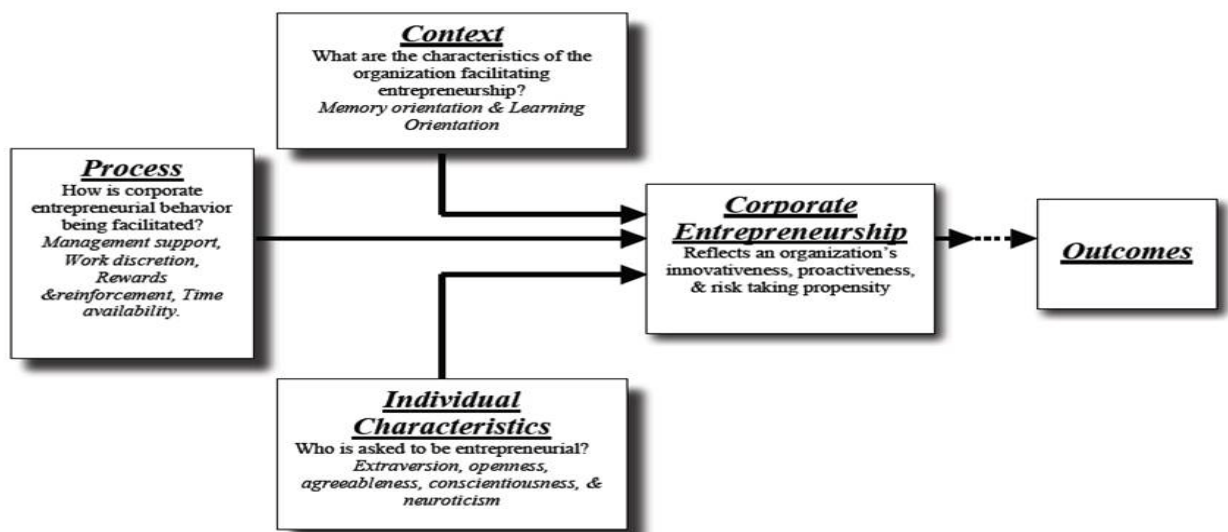 Context
What are the characteristics of the
organization facilitating
entrepreneurship?
Memory orientation & Learning
Orientation
Process
How is corporate
entrepreneurial behavior
being facilitated?
Management support,
Work discretion,
Rewards
&reinforcement, Time
availability.
Corporate
Entrepreneurship
Reflects an organization's
innovativeness, proactiveness,
& risk taking propensity
Outcomes
Individual
Characteristics
Who is asked to be entrepreneurial?
Extraversion, openness,
agreeableness, conscientiousness, &
neuroticism